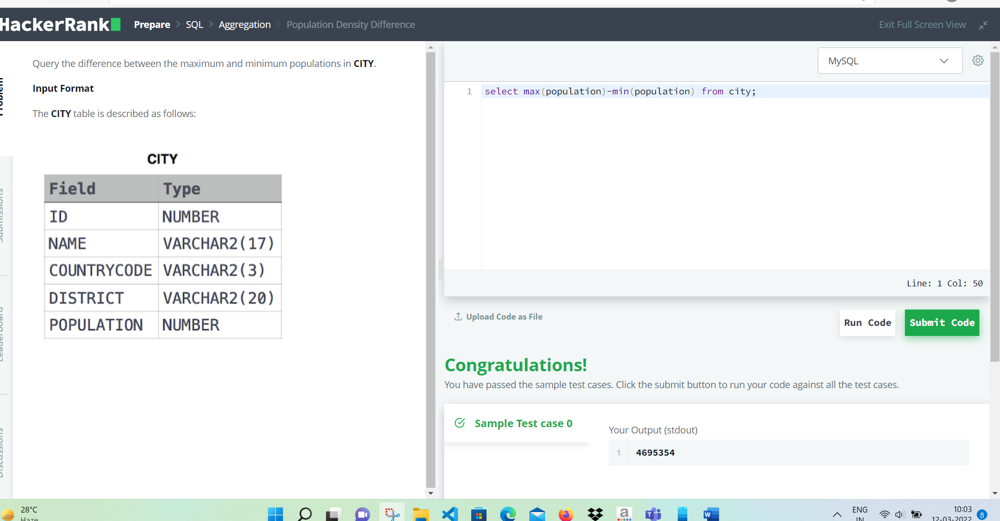 HackerRank Prepare > SQL > Aggregation > Population Density Difference Exit Full Screen View
Problem
Submissions
Leaderboard
Discussions
Query the difference between the maximum and minimum populations in CITY.
Input Format
The CITY table is described as follows:
CITY
Field Type
ID NUMBER
NAME VARCHAR2(17)
COUNTRYCODE VARCHAR2(3)
DISTRICT VARCHAR2(20)
POPULATION NUMBER
MySQL
1 select max(population)-min(population) from city;
Line: 1 Col: 50
Upload Code as File
Run Code
Submit Code
Congratulations!
You have passed the sample test cases. Click the submit button to run your code against all the test cases.
Sample Test case 0
Your Output (stdout)
1 4695354
28°C
Haze
ENG
IN
10:03
12-03-2022
8